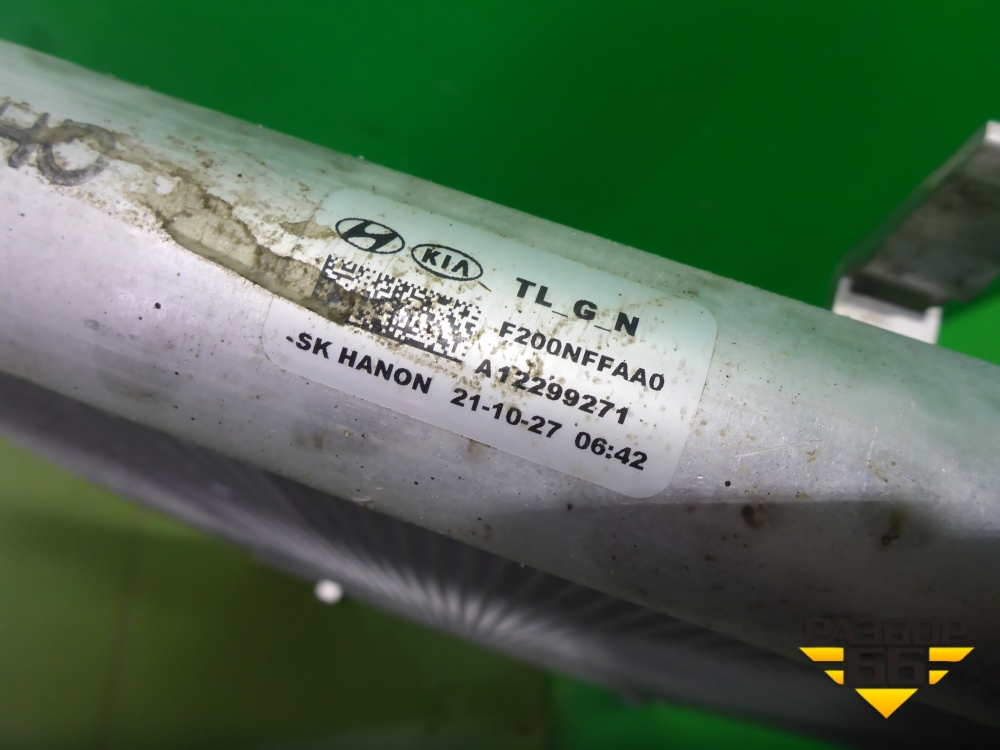 KIA
TL_G_N
F200NFFAA0
A12299271
-SK HANON 21-10-27 06:42
РАЗБОР
66